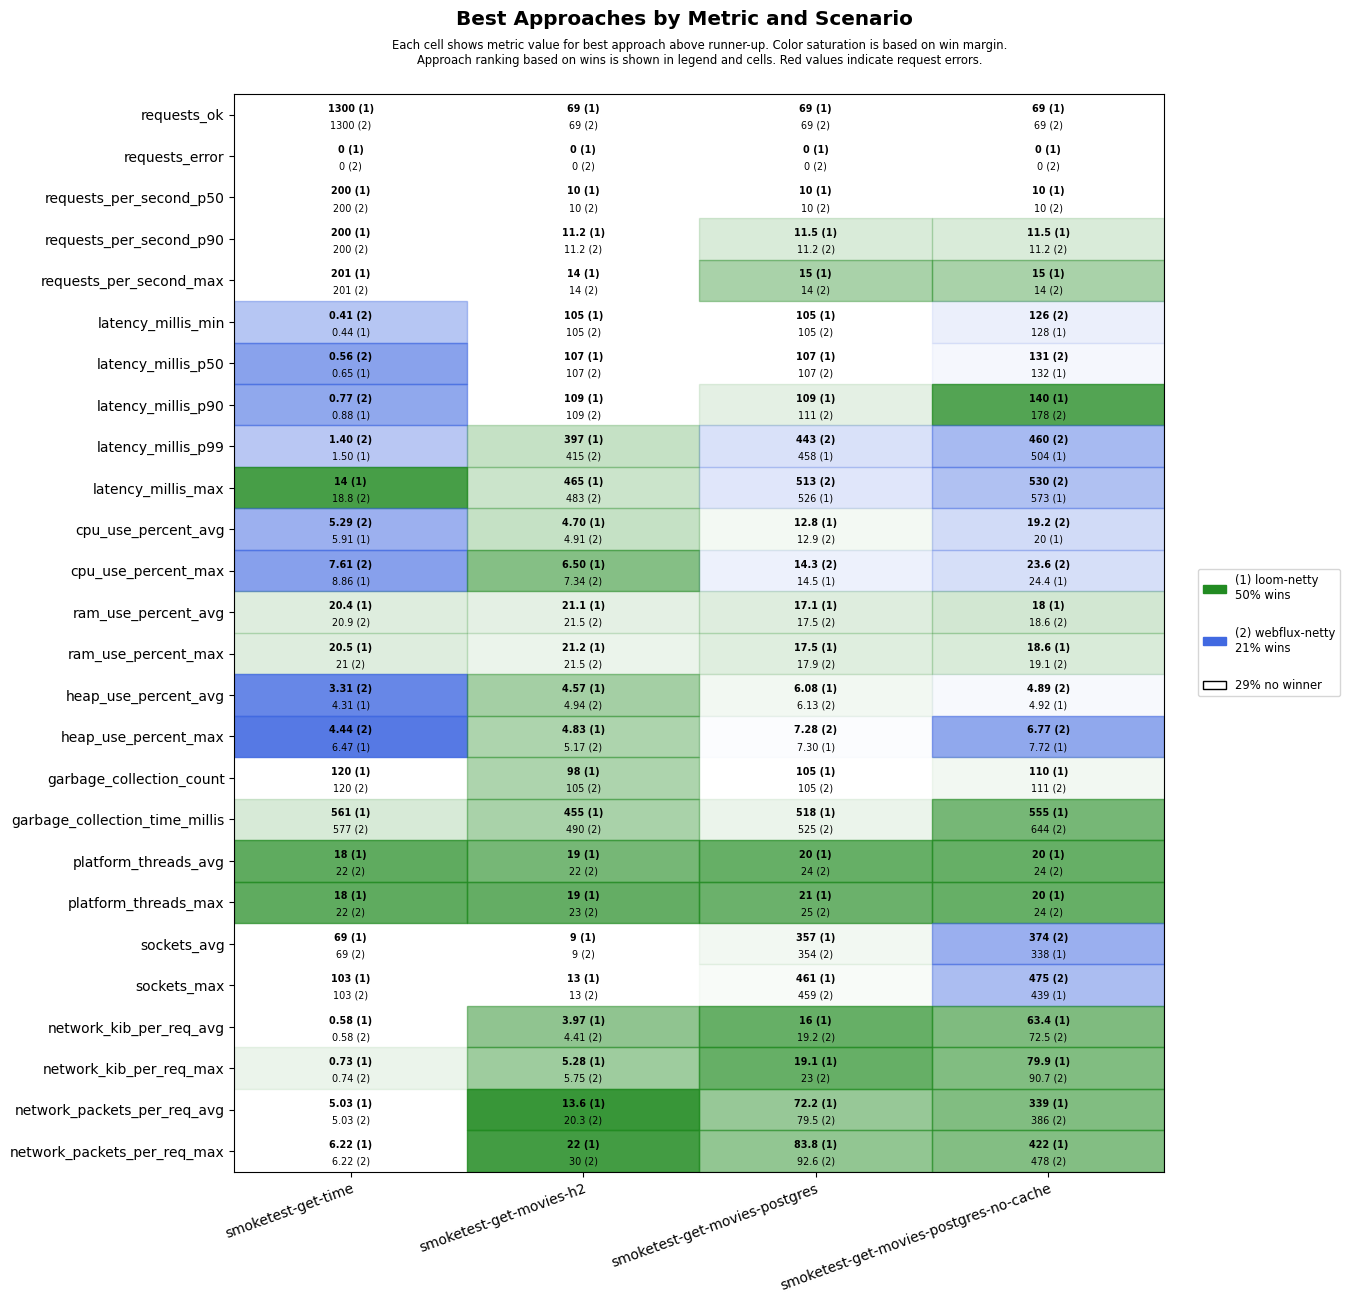 Best Approaches by Metric and Scenario
Each cell shows metric value for best approach above runner-up. Color saturation is based on win margin.
Approach ranking based on wins is shown in legend and cells. Red values indicate request errors.
requests_ok
1300 (1) 69 (1) 69 (1) 69 (1)
1300 (2) 69 (2) 69 (2) 69 (2)
requests_error
0 (1) 0 (1) 0 (1) 0 (1)
0 (2) 0 (2) 0 (2) 0 (2)
requests_per_second_p50
200 (1) 10 (1) 10 (1) 10 (1)
200 (2) 10 (2) 10 (2) 10 (2)
requests_per_second_p90
200 (1) 11.2 (1) 11.5 (1) 11.5 (1)
200 (2) 11.2 (2) 11.2 (2) 11.2 (2)
requests_per_second_max
201 (1) 14 (1) 15 (1) 15 (1)
201 (2) 14 (2) 14 (2) 14 (2)
latency_millis_min
0.41 (2) 105 (1) 105 (1) 126 (2)
0.44 (1) 105 (2) 105 (2) 128 (1)
latency_millis_p50
0.56 (2) 107 (1) 107 (1) 131 (2)
0.65 (1) 107 (2) 107 (2) 132 (1)
latency_millis_p90
0.77 (2) 109 (1) 109 (1) 140 (1)
0.88 (1) 109 (2) 111 (2) 178 (2)
latency_millis_p99
1.40 (2) 397 (1) 443 (2) 460 (2)
1.50 (1) 415 (2) 458 (1) 504 (1)
latency_millis_max
14 (1) 465 (1) 513 (2) 530 (2)
18.8 (2) 483 (2) 526 (1) 573 (1)
cpu_use_percent_avg
5.29 (2) 4.70 (1) 12.8 (1) 19.2 (2)
5.91 (1) 4.91 (2) 12.9 (2) 20 (1)
cpu_use_percent_max
7.61 (2) 6.50 (1) 14.3 (2) 23.6 (2)
8.86 (1) 7.34 (2) 14.5 (1) 24.4 (1)
ram_use_percent_avg
20.4 (1) 21.1 (1) 17.1 (1) 18 (1)
20.9 (2) 21.5 (2) 17.5 (2) 18.6 (2)
ram_use_percent_max
20.5 (1) 21.2 (1) 17.5 (1) 18.6 (1)
21 (2) 21.5 (2) 17.9 (2) 19.1 (2)
heap_use_percent_avg
3.31 (2) 4.57 (1) 6.08 (1) 4.89 (2)
4.31 (1) 4.94 (2) 6.13 (2) 4.92 (1)
heap_use_percent_max
4.44 (2) 4.83 (1) 7.28 (2) 6.77 (2)
6.47 (1) 5.17 (2) 7.30 (1) 7.72 (1)
garbage_collection_count
120 (1) 98 (1) 105 (1) 110 (1)
120 (2) 105 (2) 105 (2) 111 (2)
garbage_collection_time_millis
561 (1) 455 (1) 518 (1) 555 (1)
577 (2) 490 (2) 525 (2) 644 (2)
platform_threads_avg
18 (1) 19 (1) 20 (1) 20 (1)
22 (2) 22 (2) 24 (2) 24 (2)
platform_threads_max
18 (1) 19 (1) 21 (1) 20 (1)
22 (2) 23 (2) 25 (2) 24 (2)
sockets_avg
69 (1) 9 (1) 357 (1) 374 (2)
69 (2) 9 (2) 354 (2) 338 (1)
sockets_max
103 (1) 13 (1) 461 (1) 475 (2)
103 (2) 13 (2) 459 (2) 439 (1)
network_kib_per_req_avg
0.58 (1) 3.97 (1) 16 (1) 63.4 (1)
0.58 (2) 4.41 (2) 19.2 (2) 72.5 (2)
network_kib_per_req_max
0.73 (1) 5.28 (1) 19.1 (1) 79.9 (1)
0.74 (2) 5.75 (2) 23 (2) 90.7 (2)
network_packets_per_req_avg
5.03 (1) 13.6 (1) 72.2 (1) 339 (1)
5.03 (2) 20.3 (2) 79.5 (2) 386 (2)
network_packets_per_req_max
6.22 (1) 22 (1) 83.8 (1) 422 (1)
6.22 (2) 30 (2) 92.6 (2) 478 (2)
smoketest-get-time
smoketest-get-movies-h2
smoketest-get-movies-postgres
smoketest-get-movies-postgres-no-cache
(1) loom-netty
50% wins
(2) webflux-netty
21% wins
29% no winner